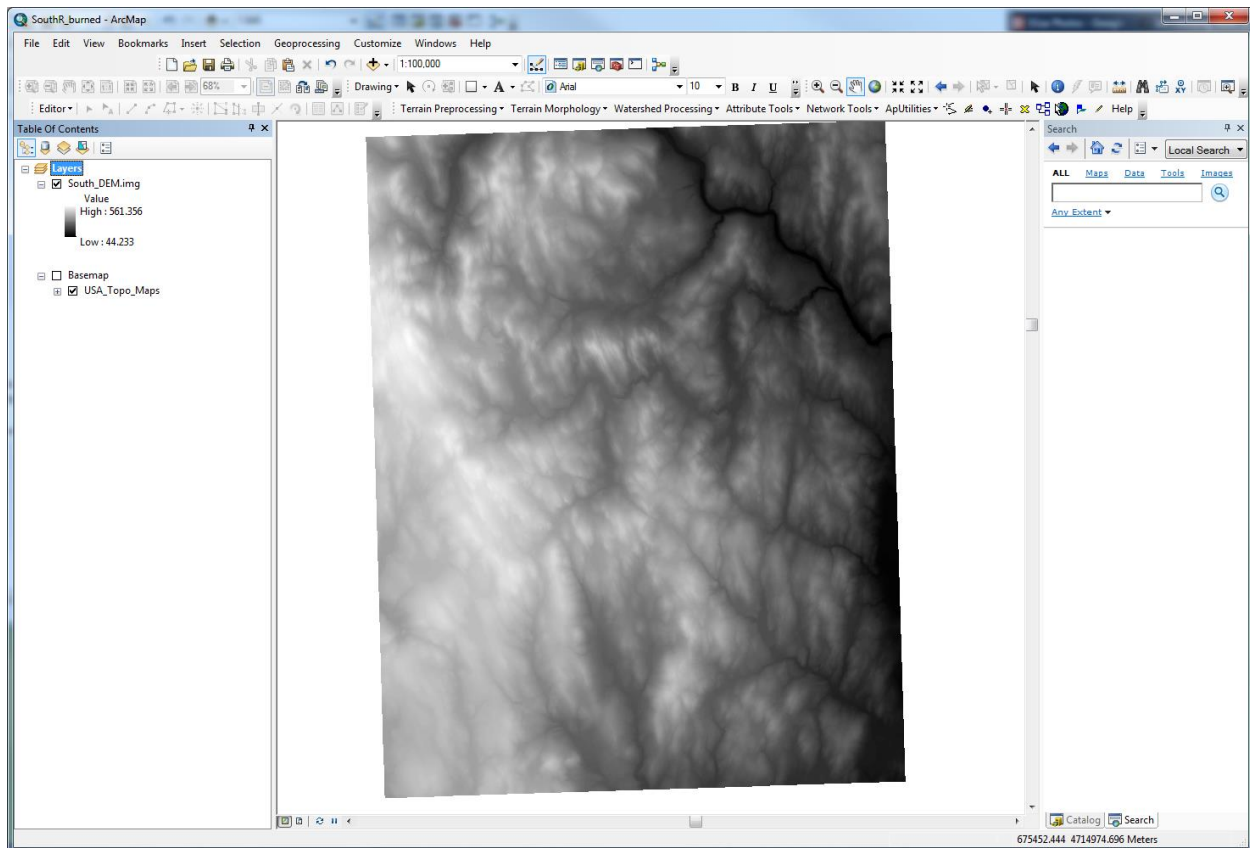 SouthR_burned - ArcMap
File Edit View Bookmarks Insert Selection Geoprocessing Customize Windows Help
1:100,000
68% Drawing A Arial 10 B I U
Editor Terrain Preprocessing Terrain Morphology Watershed Processing Attribute Tools Network Tools ApUtilities Help
Table Of Contents
Layers
South_DEM.img
Value
High : 561.356
Low : 44.233
Basemap
USA_Topo_Maps
Search
Local Search
ALL Maps Data Tools Images
Any Extent
Catalog Search
675452.444 4714974.696 Meters